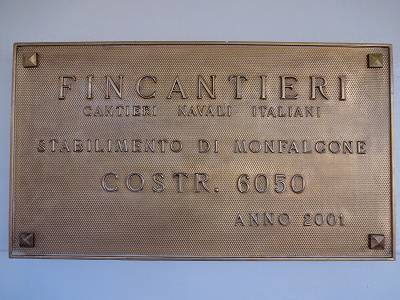 FINCANTIERI
CANTIERI NAVALI ITALIANI
STABILIMENTO DI MONFALCONE
COSTR. 6050
ANNO 2001